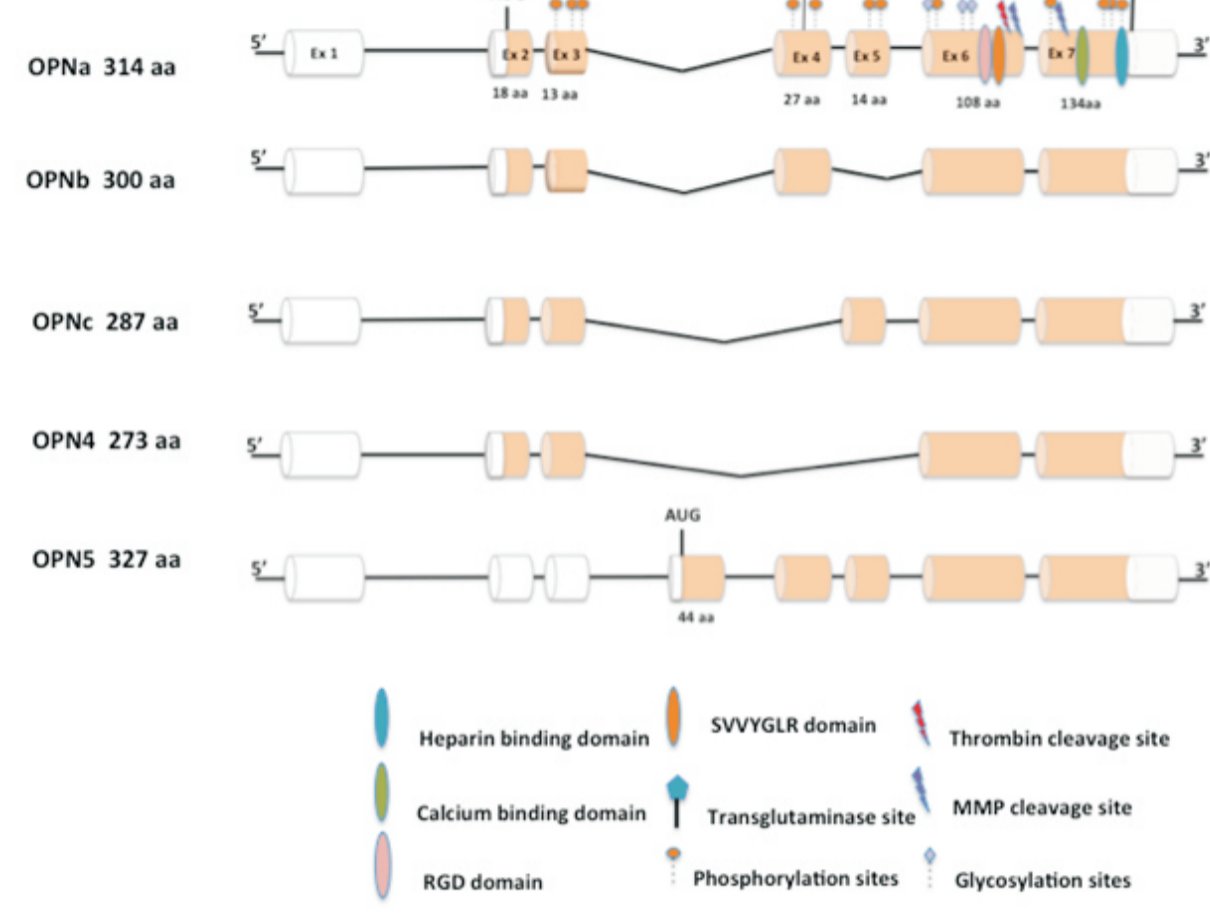 5’ 3’
OPNa 314 aa
Ex 1 Ex 2 Ex 3 Ex 4 Ex 5 Ex 6 Ex 7
18 aa 13 aa 27 aa 14 aa 108 aa 134aa
5’ 3’
OPNb 300 aa
5’ 3’
OPNc 287 aa
5’ 3’
OPN4 273 aa
AUG
OPN5 327 aa
5’ 3’
44 aa
Heparin binding domain SVVYGLR domain Thrombin cleavage site
Calcium binding domain Transglutaminase site MMP cleavage site
RGD domain Phosphorylation sites Glycosylation sites